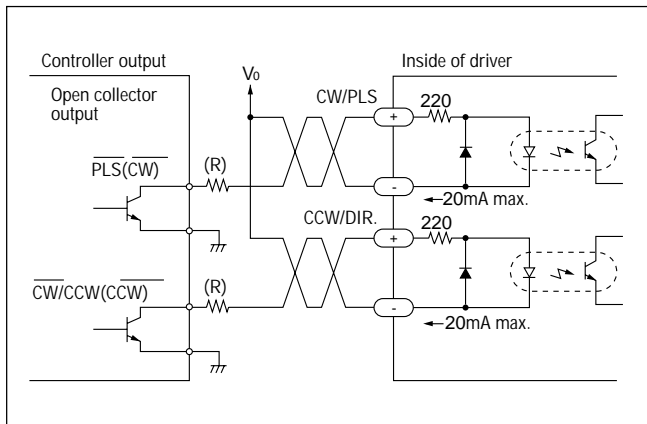 Controller output
Inside of driver
V₀
CW/PLS
220
Open collector
output
+
PLS(CW)
(R)
-
←20mA max.
CCW/DIR.
220
+
CW/CCW(CCW)
(R)
-
←20mA max.